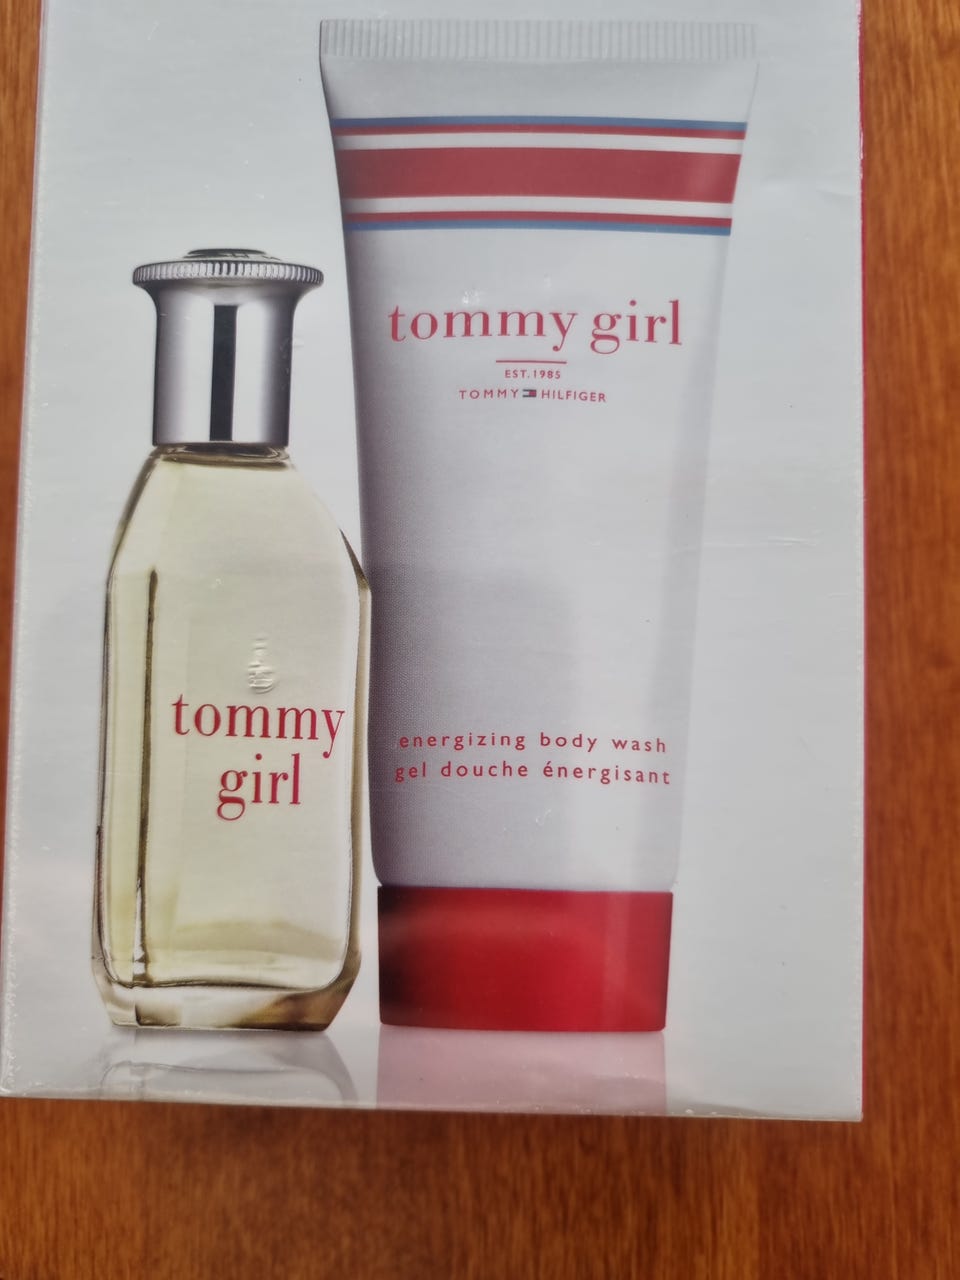 tommy girl
EST. 1985
TOMMY HILFIGER
energizing body wash
gel douche énergisant
tommy
girl